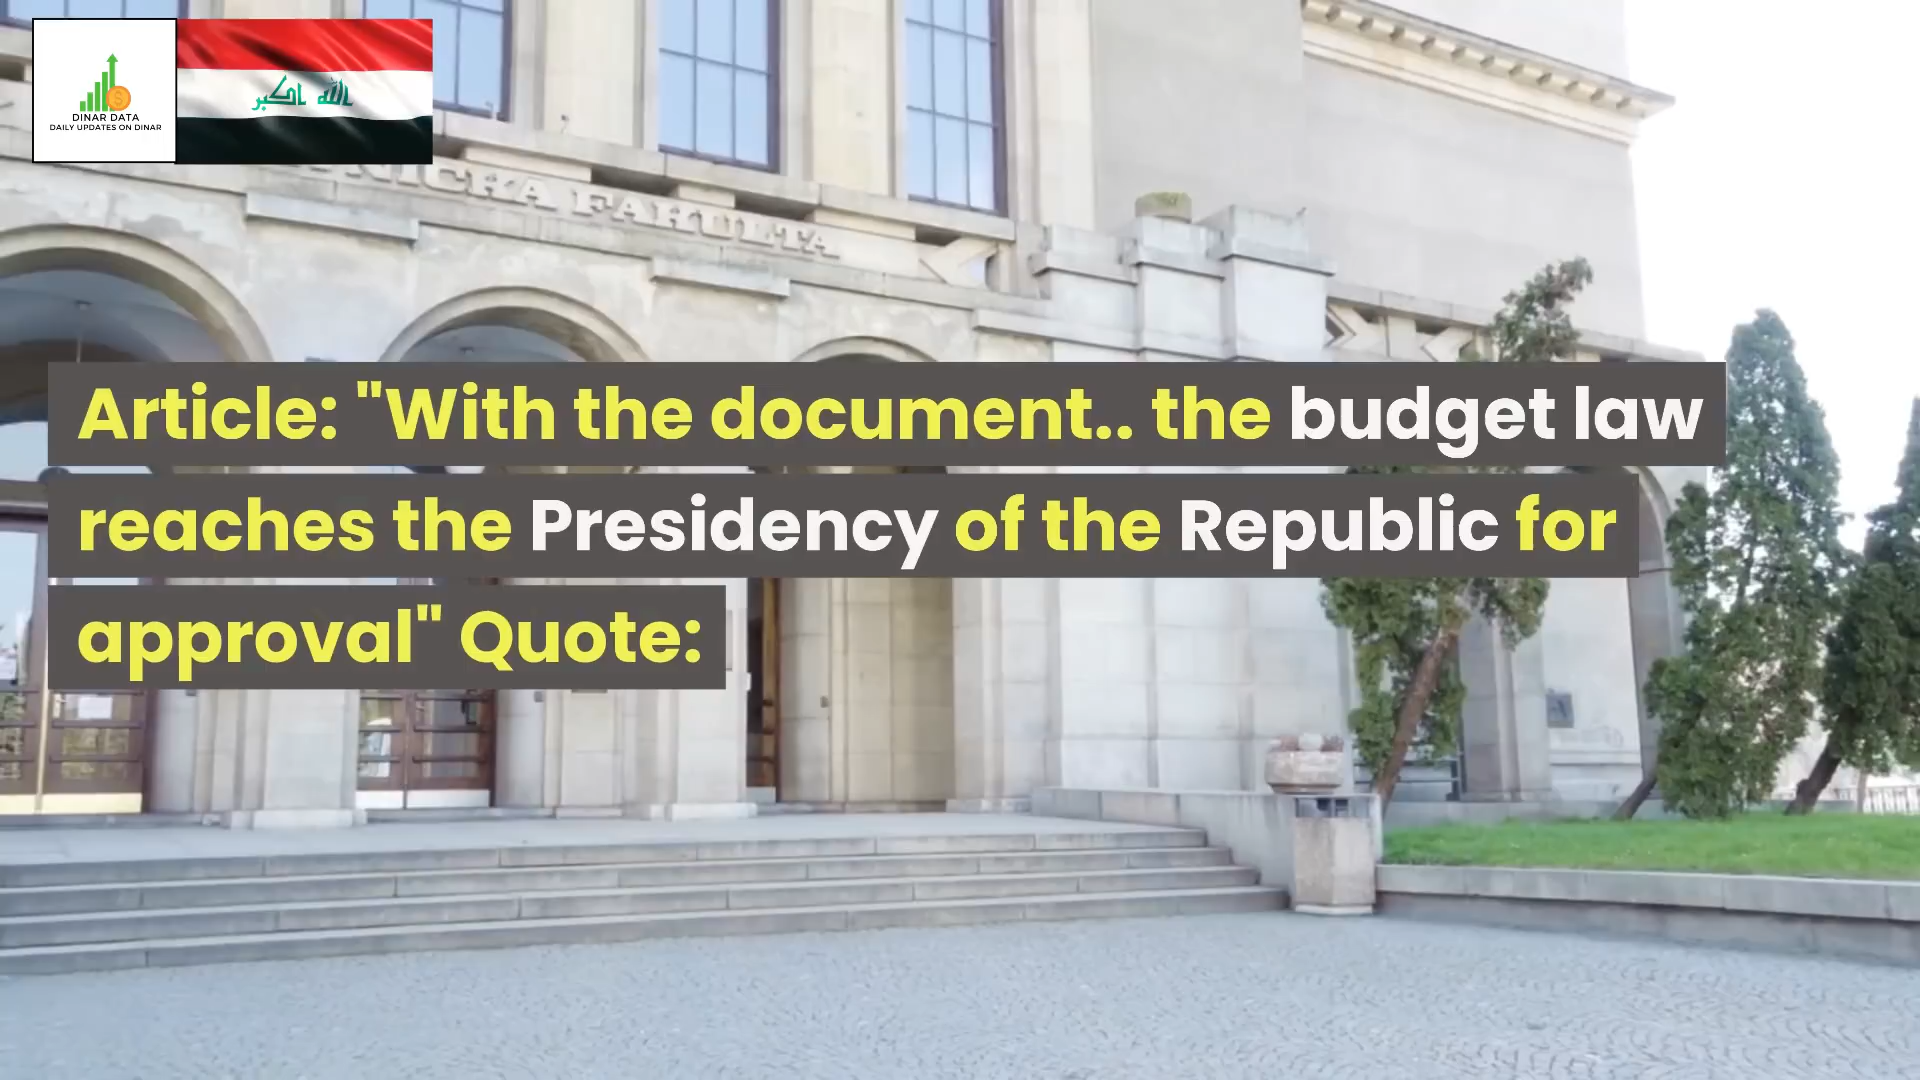 DINAR DATA
DAILY UPDATES ON DINAR
الله اكبر
FAKULTA
Article: "With the document.. the budget law
reaches the Presidency of the Republic for
approval" Quote: